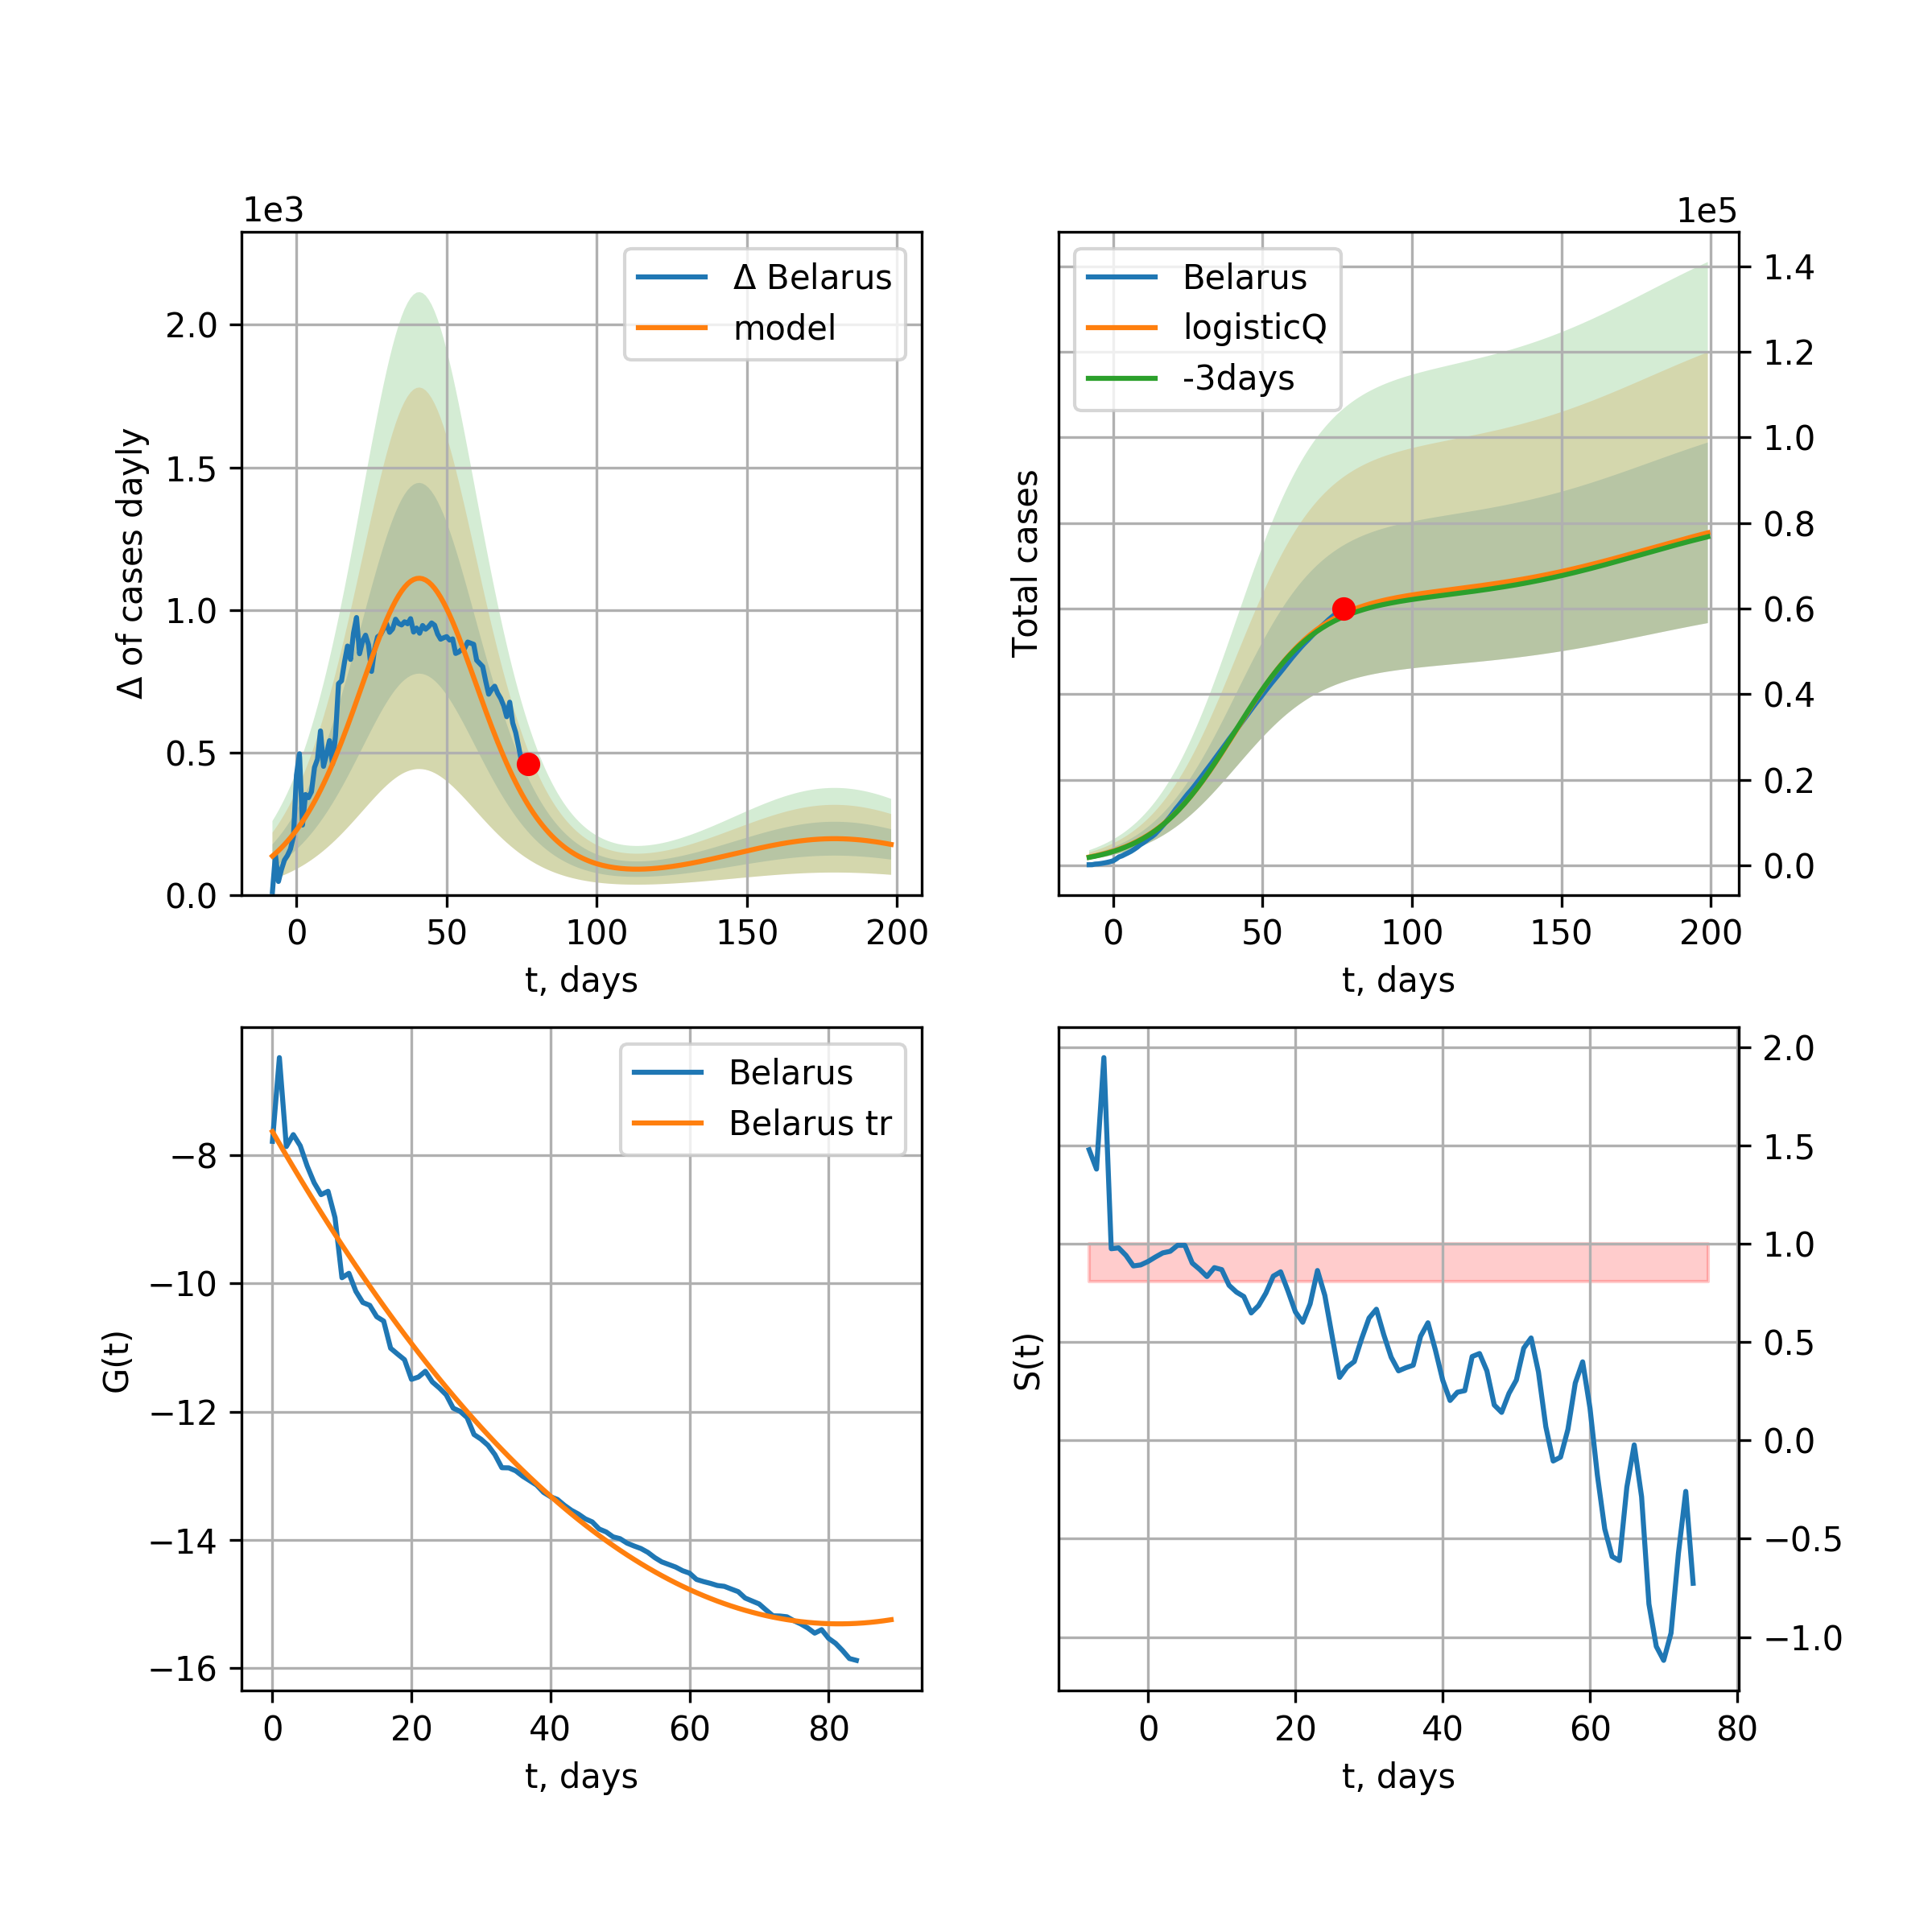 1e3
Δ of cases dayly
2.0
1.5
1.0
0.5
0.0
Δ Belarus
model
0 50 100 150 200
t, days
1e5
Total cases
Belarus
logisticQ
-3days
1.4
1.2
1.0
0.8
0.6
0.4
0.2
0.0
0 50 100 150 200
t, days
G(t)
−8
−10
−12
−14
−16
Belarus
Belarus tr
0 20 40 60 80
t, days
S(t)
2.0
1.5
1.0
0.5
0.0
−0.5
−1.0
0 20 40 60 80
t, days